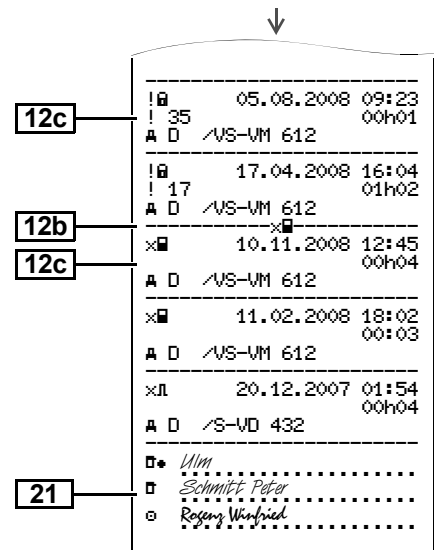 05.08.2008 09:23
12c
! 35 00h01
D /VS-VM 612
17.04.2008 16:04
! 17 01h02
D /VS-VM 612
12b
x
x 10.11.2008 12:45
12c
00h04
D /VS-VM 612
x 11.02.2008 18:02
00:03
D /VS-VM 612
x 20.12.2007 01:54
00h04
D /S-VD 432
Ulm
21
Schmitt Peter
Rogenz Winfried